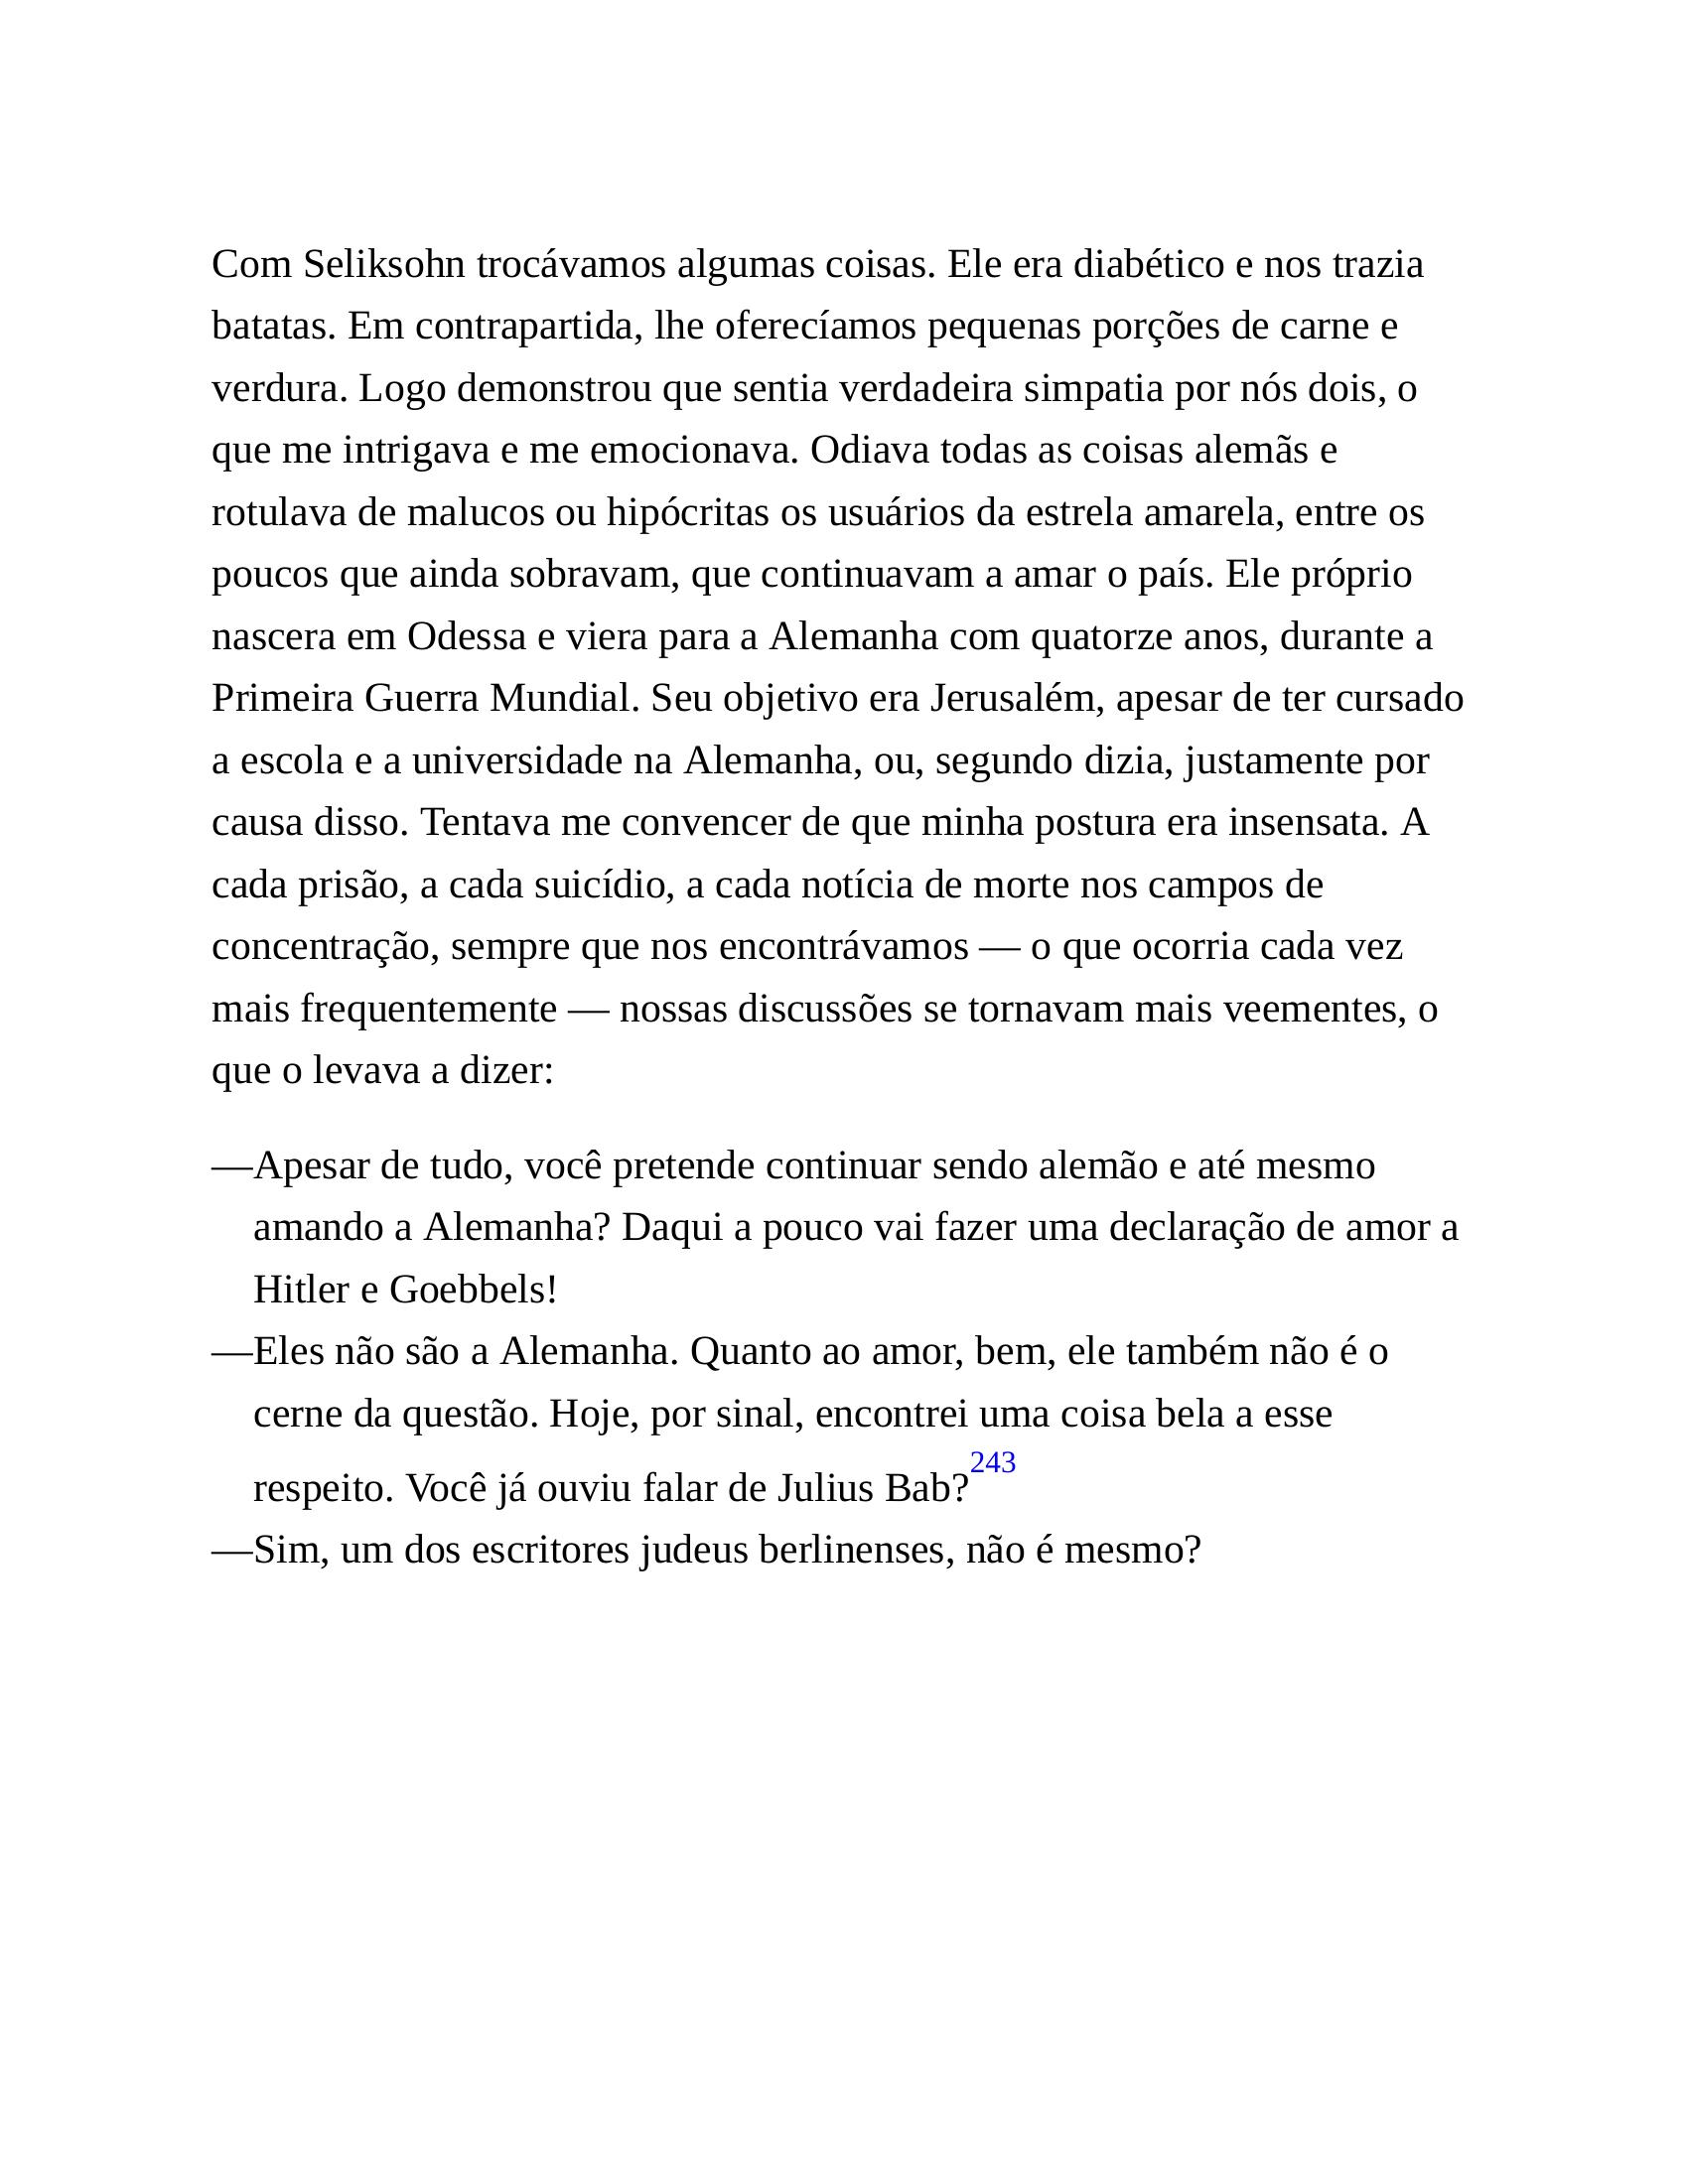 Com Seliksohn trocávamos algumas coisas. Ele era diabético e nos trazia
batatas. Em contrapartida, lhe oferecíamos pequenas porções de carne e
verdura. Logo demonstrou que sentia verdadeira simpatia por nós dois, o
que me intrigava e me emocionava. Odiava todas as coisas alemãs e
rotulava de malucos ou hipócritas os usuários da estrela amarela, entre os
poucos que ainda sobravam, que continuavam a amar o país. Ele próprio
nascera em Odessa e viera para a Alemanha com quatorze anos, durante a
Primeira Guerra Mundial. Seu objetivo era Jerusalém, apesar de ter cursado
a escola e a universidade na Alemanha, ou, segundo dizia, justamente por
causa disso. Tentava me convencer de que minha postura era insensata. A
cada prisão, a cada suicídio, a cada notícia de morte nos campos de
concentração, sempre que nos encontrávamos — o que ocorria cada vez
mais frequentemente — nossas discussões se tornavam mais veementes, o
que o levava a dizer:
—Apesar de tudo, você pretende continuar sendo alemão e até mesmo
amando a Alemanha? Daqui a pouco vai fazer uma declaração de amor a
Hitler e Goebbels!
—Eles não são a Alemanha. Quanto ao amor, bem, ele também não é o
cerne da questão. Hoje, por sinal, encontrei uma coisa bela a esse
respeito. Você já ouviu falar de Julius Bab?243
—Sim, um dos escritores judeus berlinenses, não é mesmo?